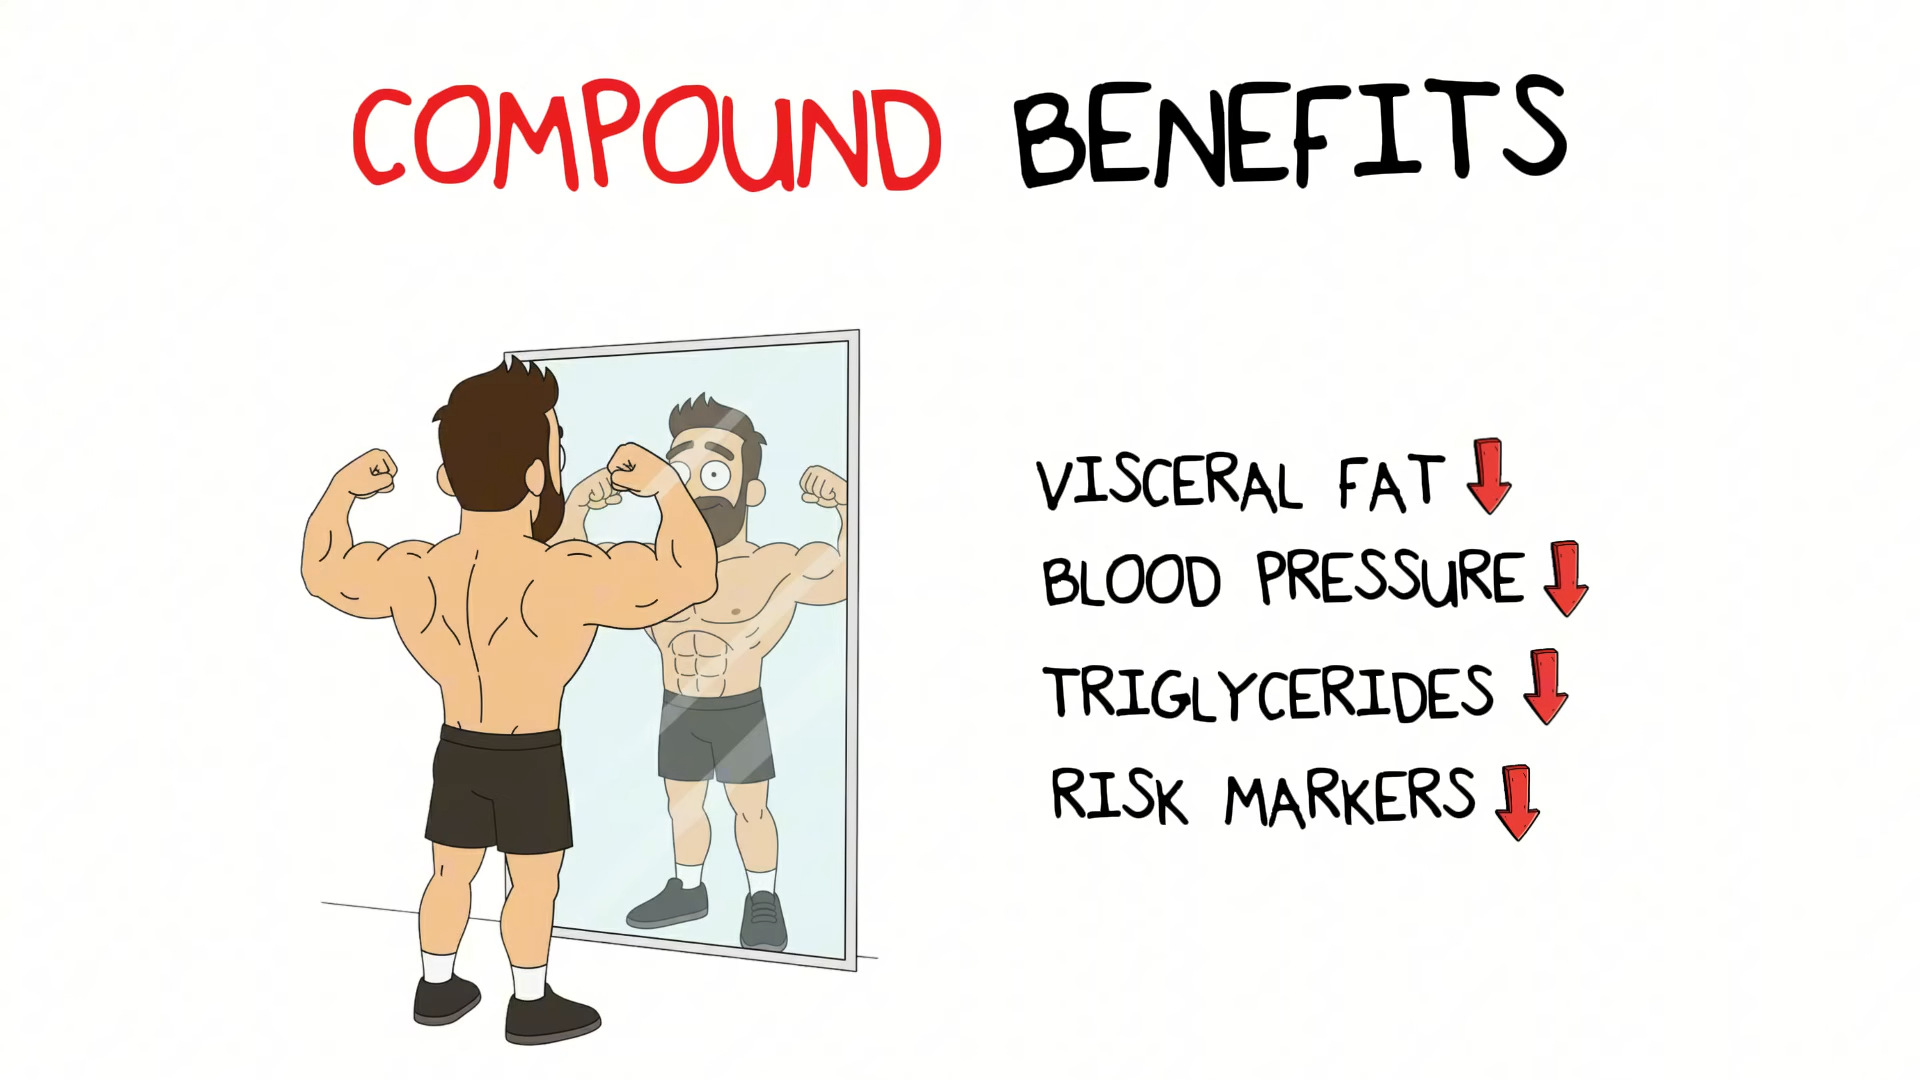 COMPOUND BENEFITS
VISCERAL FAT
BLOOD PRESSURE
TRIGLYCERIDES
RISK MARKERS